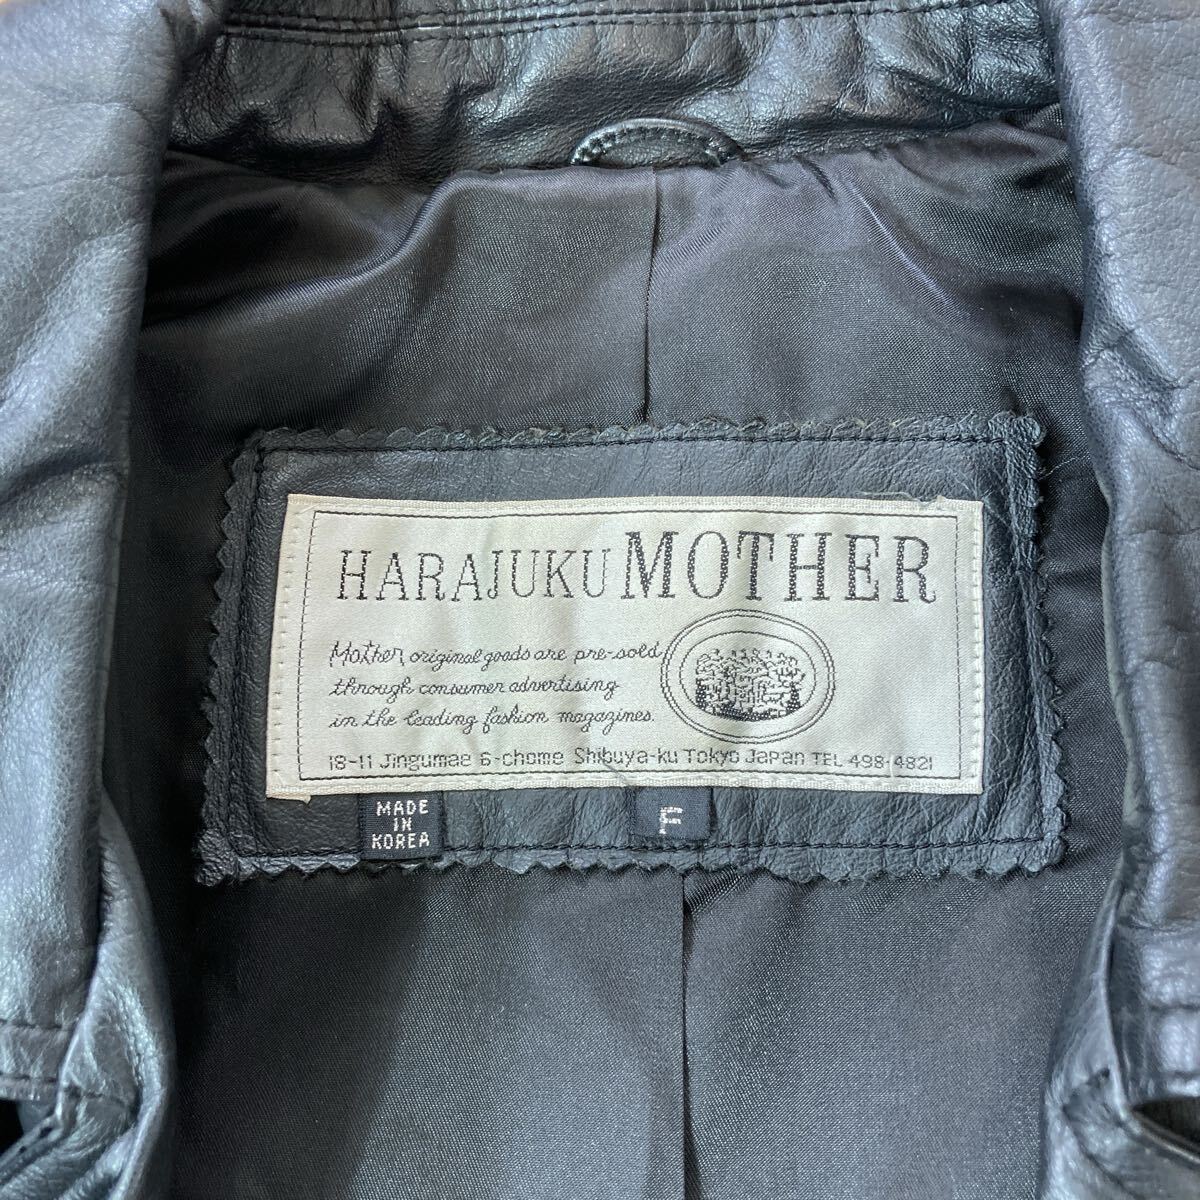 HARAJUKU MOTHER
Mother original goods are pre-sold
through consumer advertising
in the leading fashion magazines.
18-11 Jingumae 6-chome Shibuya-ku Tokyo Japan TEL 498-4821
MADE
IN
KOREA